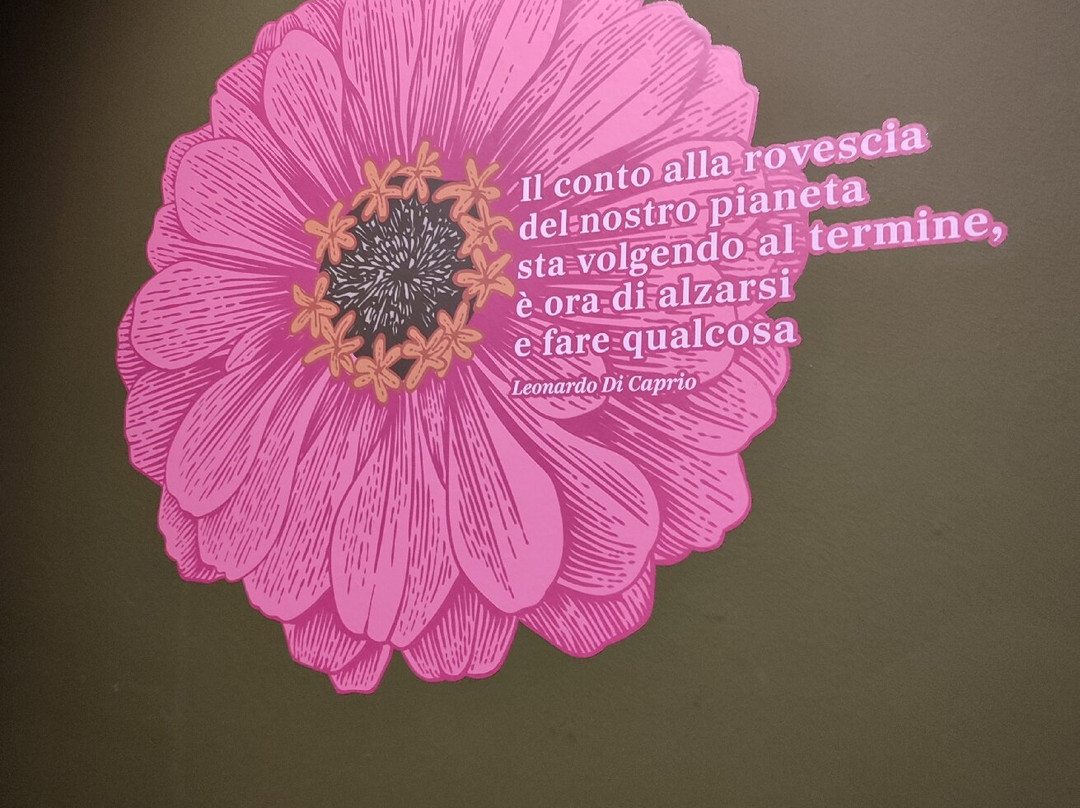 Il conto alla rovescia
del nostro pianeta
sta volgendo al termine,
è ora di alzarsi
e fare qualcosa
Leonardo Di Caprio